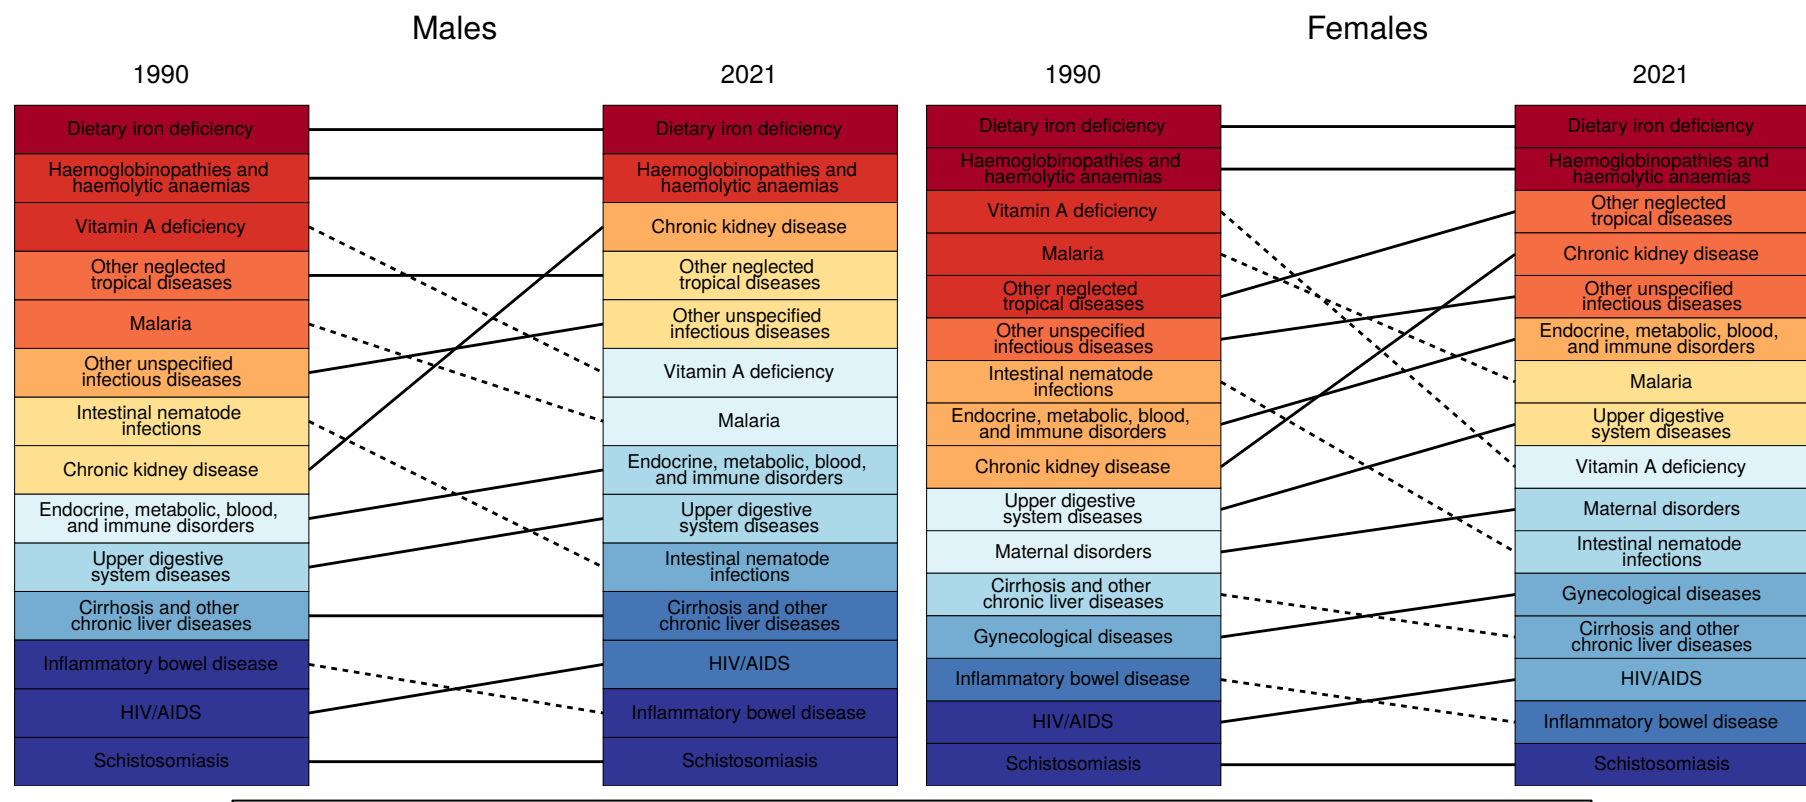 Males
1990
2021
Dietary iron deficiency
Haemoglobinopathies and
haemolytic anaemias
Vitamin A deficiency
Other neglected
tropical diseases
Malaria
Other unspecified
infectious diseases
Intestinal nematode
infections
Chronic kidney disease
Endocrine, metabolic, blood,
and immune disorders
Upper digestive
system diseases
Cirrhosis and other
chronic liver diseases
Inflammatory bowel disease
HIV/AIDS
Schistosomiasis
Dietary iron deficiency
Haemoglobinopathies and
haemolytic anaemias
Chronic kidney disease
Other neglected
tropical diseases
Other unspecified
infectious diseases
Vitamin A deficiency
Malaria
Endocrine, metabolic, blood,
and immune disorders
Upper digestive
system diseases
Intestinal nematode
infections
Cirrhosis and other
chronic liver diseases
HIV/AIDS
Inflammatory bowel disease
Schistosomiasis
Females
1990
2021
Dietary iron deficiency
Haemoglobinopathies and
haemolytic anaemias
Vitamin A deficiency
Malaria
Other neglected
tropical diseases
Other unspecified
infectious diseases
Intestinal nematode
infections
Endocrine, metabolic, blood,
and immune disorders
Chronic kidney disease
Upper digestive
system diseases
Maternal disorders
Cirrhosis and other
chronic liver diseases
Gynecological diseases
Inflammatory bowel disease
HIV/AIDS
Schistosomiasis
Dietary iron deficiency
Haemoglobinopathies and
haemolytic anaemias
Other neglected
tropical diseases
Chronic kidney disease
Other unspecified
infectious diseases
Endocrine, metabolic, blood,
and immune disorders
Malaria
Upper digestive
system diseases
Vitamin A deficiency
Maternal disorders
Intestinal nematode
infections
Gynecological diseases
Cirrhosis and other
chronic liver diseases
HIV/AIDS
Inflammatory bowel disease
Schistosomiasis